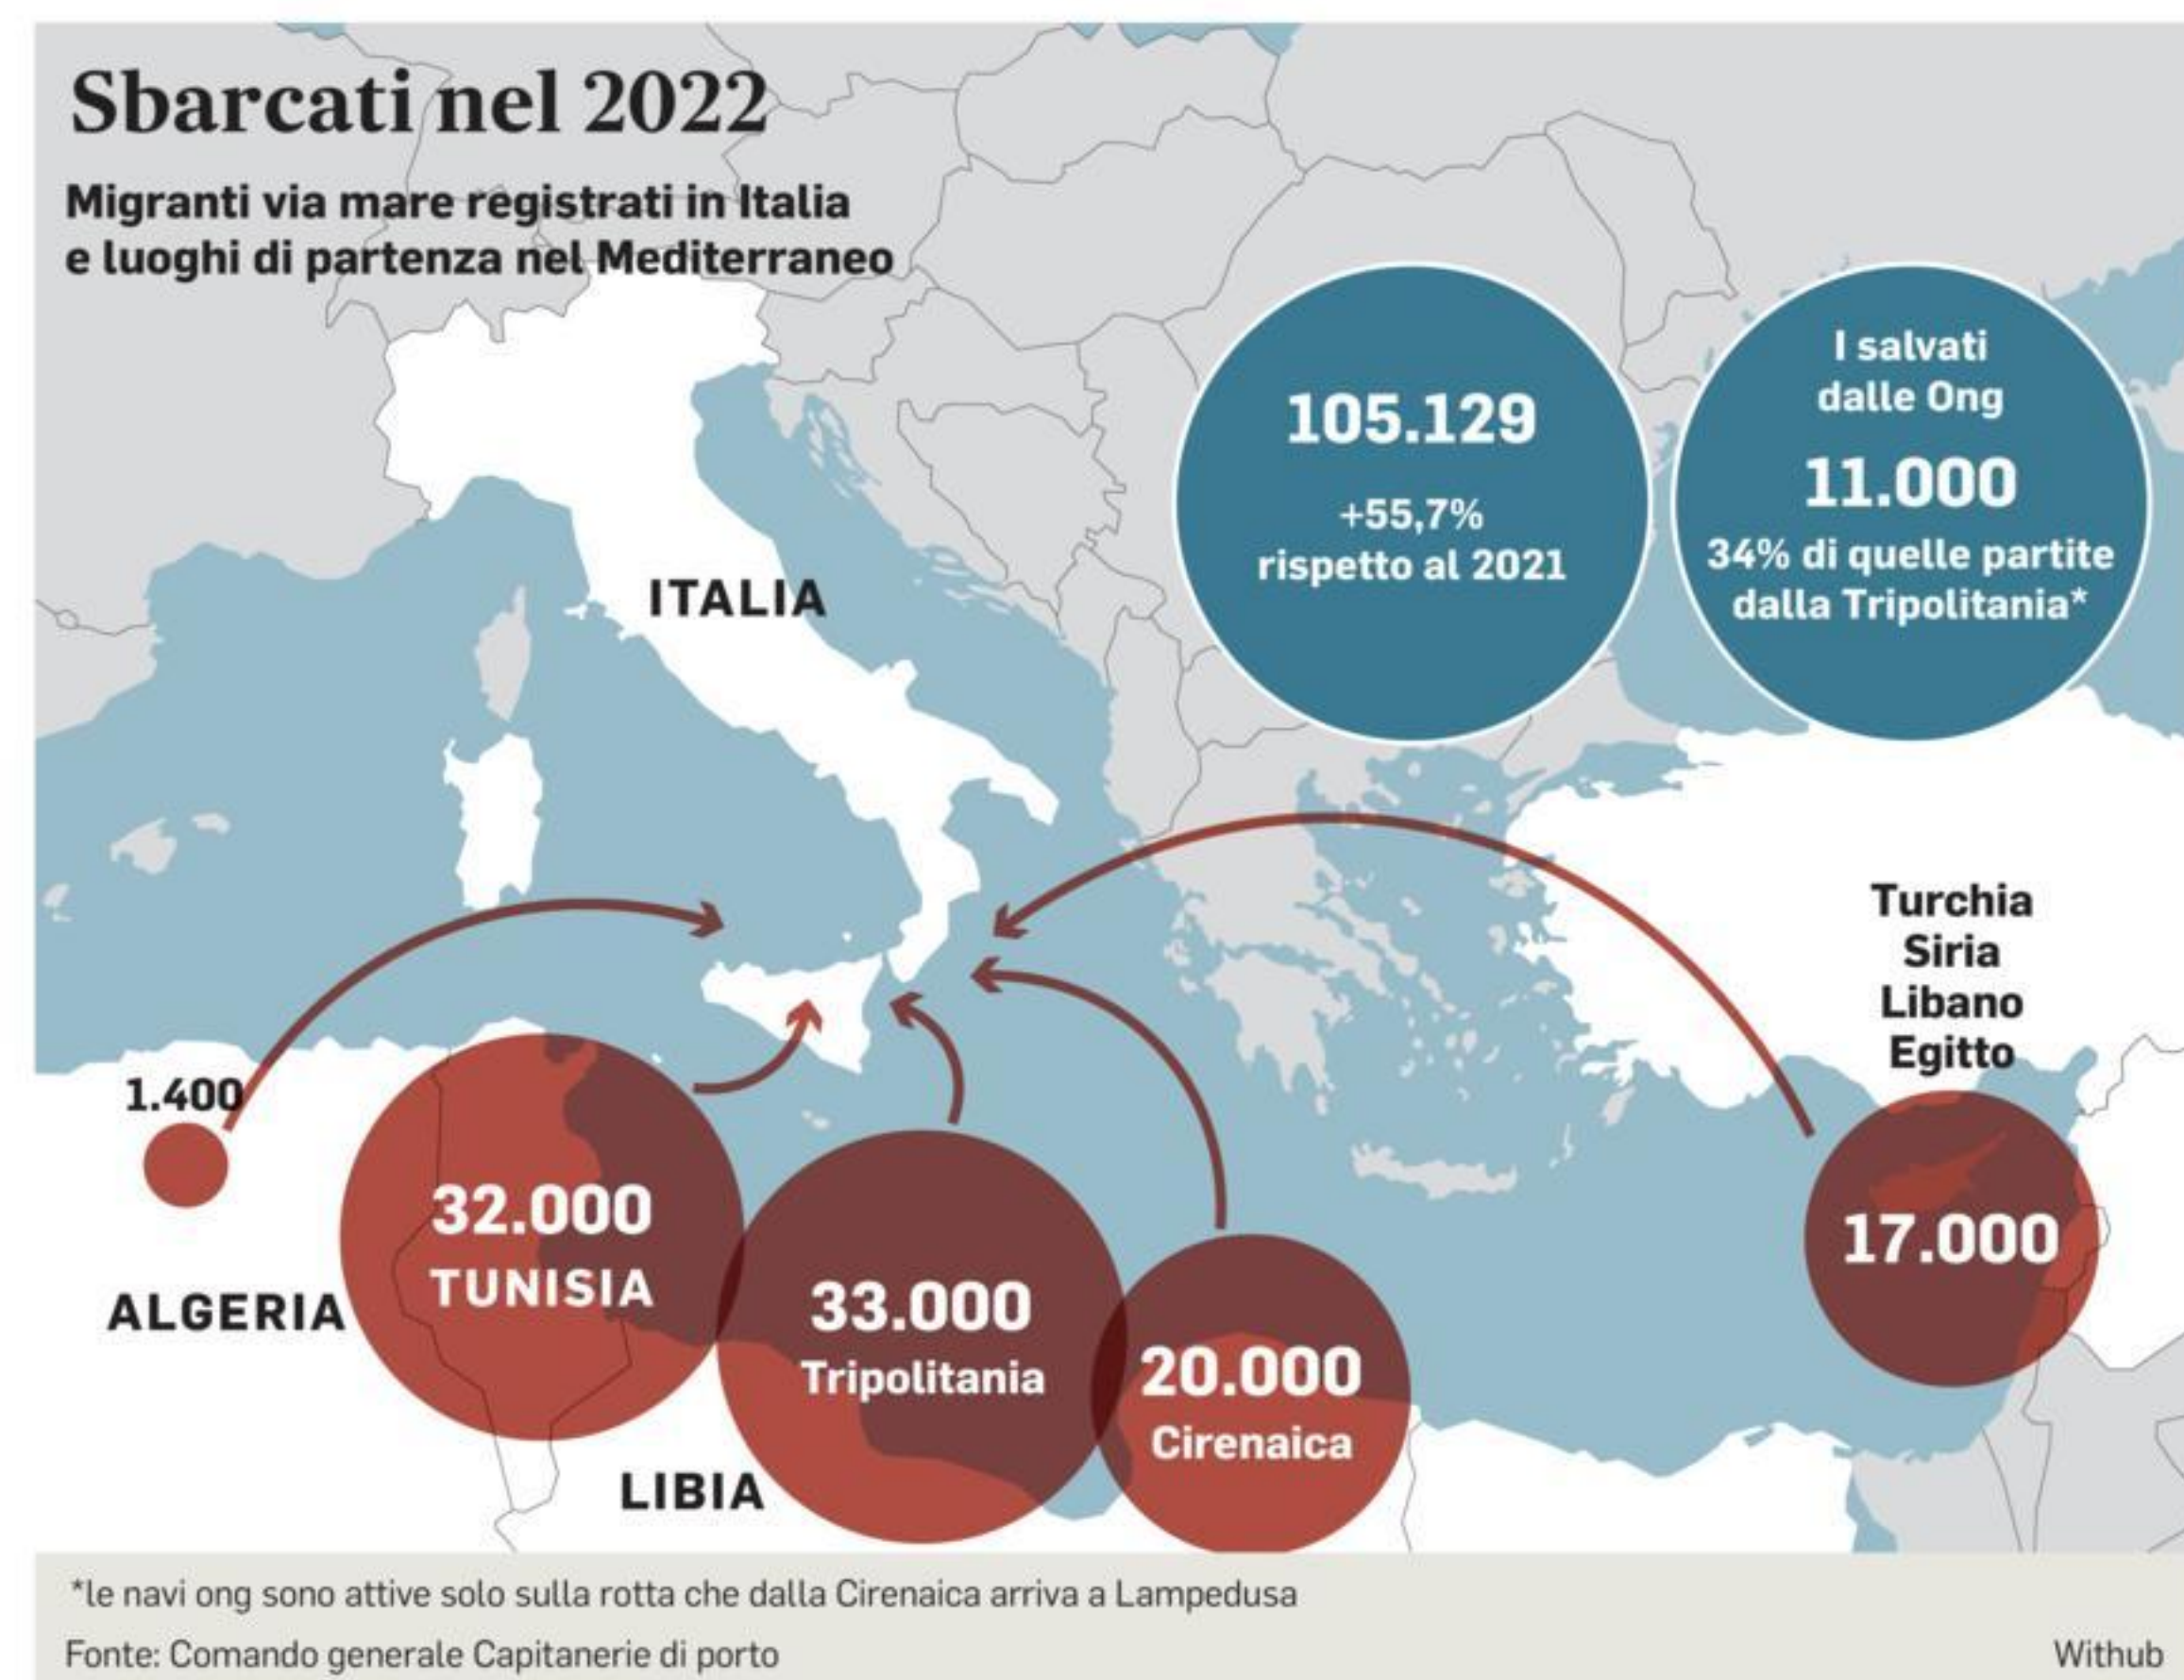 Sbarcati nel 2022
Migranti via mare registrati in Italia
e luoghi di partenza nel Mediterraneo
105.129
+55,7%
rispetto al 2021
I salvati
dalle Ong
11.000
34% di quelle partite
dalla Tripolitania*
ITALIA
Turchia
Siria
Libano
Egitto
17.000
1.400
ALGERIA
32.000
TUNISIA
33.000
Tripolitania
20.000
Cirenaica
LIBIA
*le navi ong sono attive solo sulla rotta che dalla Cirenaica arriva a Lampedusa
Fonte: Comando generale Capitanerie di porto
Withub